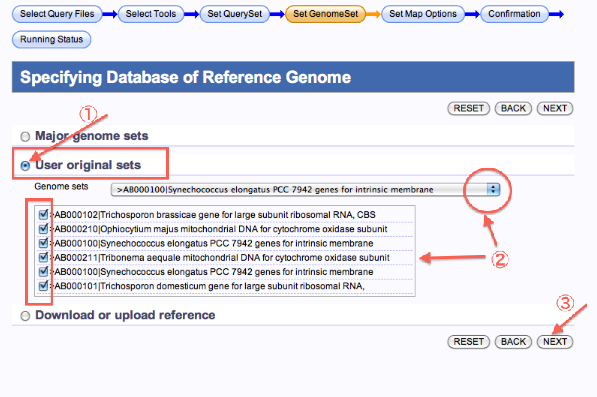 Select Query Files Select Tools Set QuerySet Set GenomeSet Set Map Options Confirmation
Running Status
Specifying Database of Reference Genome
①
RESET BACK NEXT
Major genome sets
User original sets
Genome sets >AB000100|Synechococcus elongatus PCC 7942 genes for intrinsic membrane
>AB000102|Trichosporon brassicae gene for large subunit ribosomal RNA, CBS
>AB000210|Ophiocytium majus mitochondrial DNA for cytochrome oxidase subunit
>AB000100|Synechococcus elongatus PCC 7942 genes for intrinsic membrane
>AB000211|Tribonema aequale mitochondrial DNA for cytochrome oxidase subunit
②
>AB000100|Synechococcus elongatus PCC 7942 genes for intrinsic membrane
>AB000101|Trichosporon domesticum gene for large subunit ribosomal RNA,
③
Download or upload reference
RESET BACK NEXT